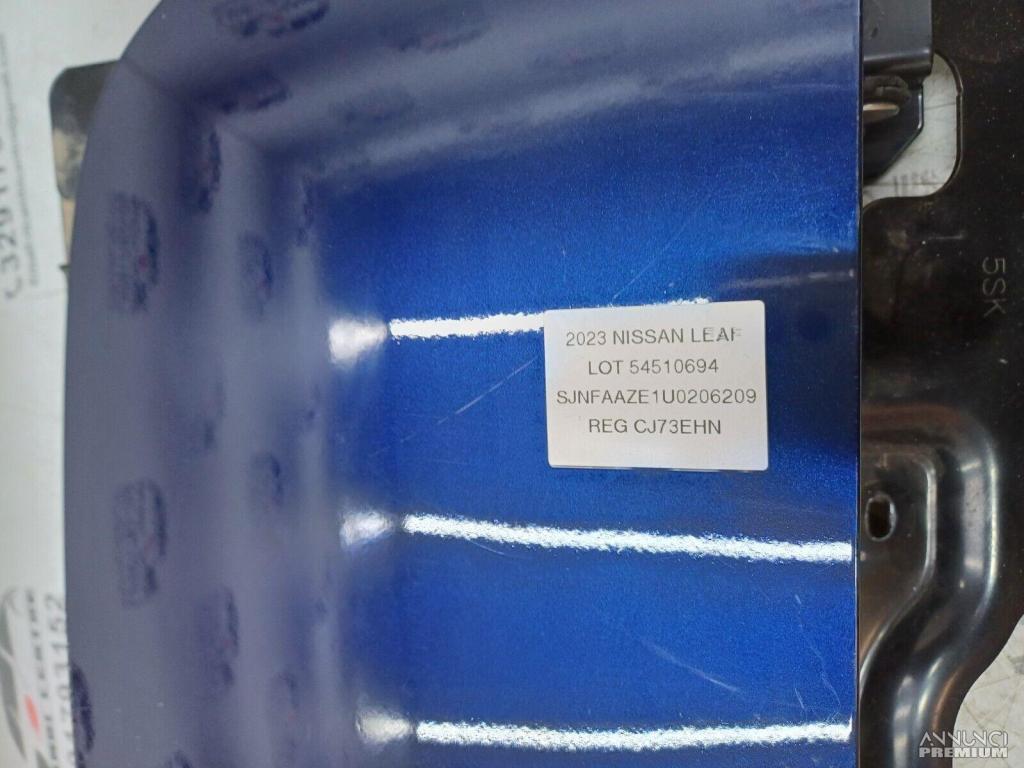 2023 NISSAN LEAF
LOT 54510694
SJNFAAZE1U0206209
REG CJ73EHN
5SK
ANNUNCI
PREMIUM